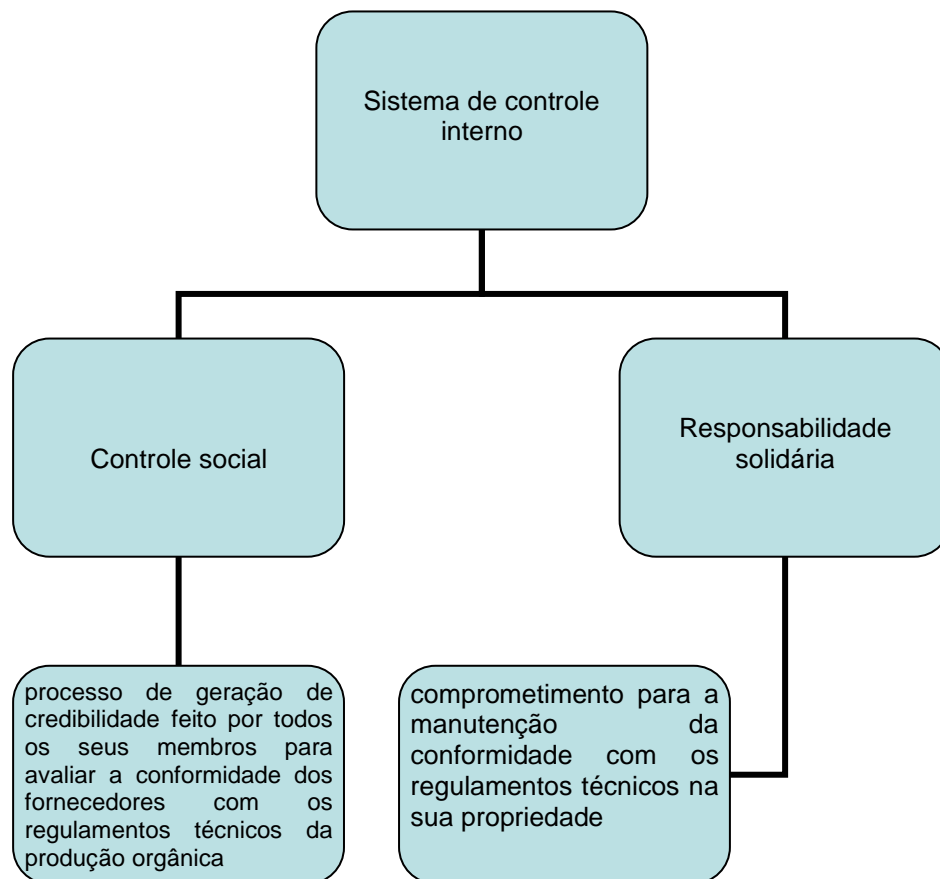 Sistema de controle
interno
Controle social
Responsabilidade
solidária
processo de geração de
credibilidade feito por todos
os seus membros para
avaliar a conformidade dos
fornecedores com os
regulamentos técnicos da
produção orgânica
comprometimento para a
manutenção da
conformidade com os
regulamentos técnicos na
sua propriedade